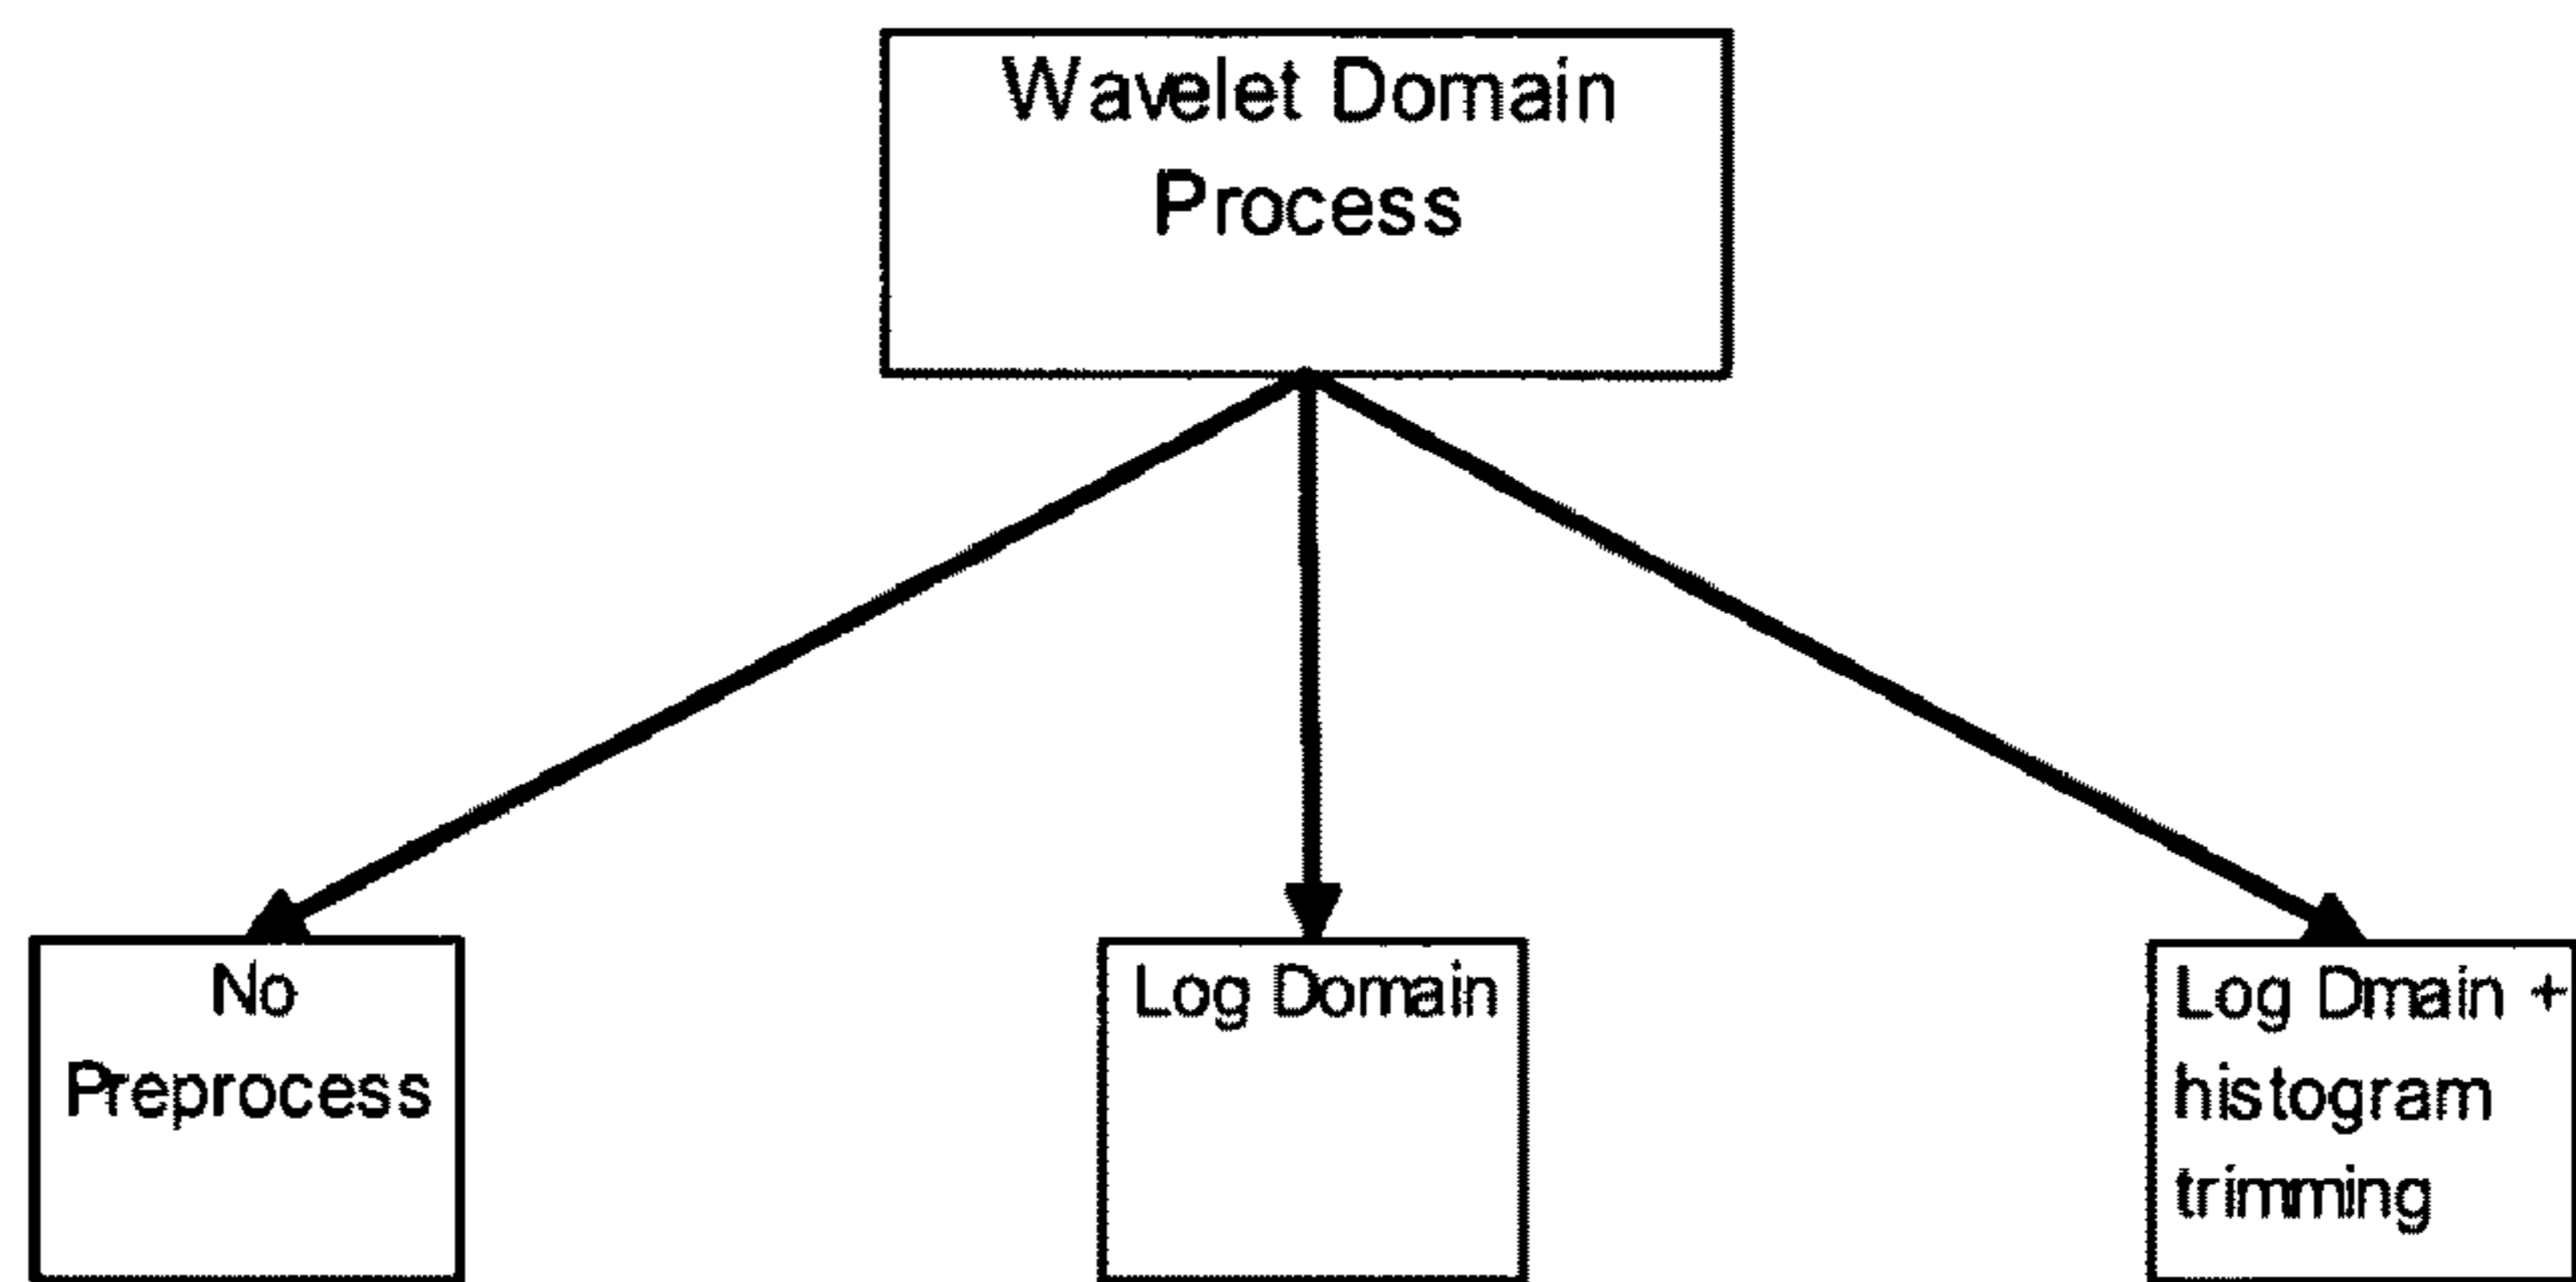 Wavelet Domain
Process
No
Preprocess
Log Domain
Log Dmain +
histogram
trimming